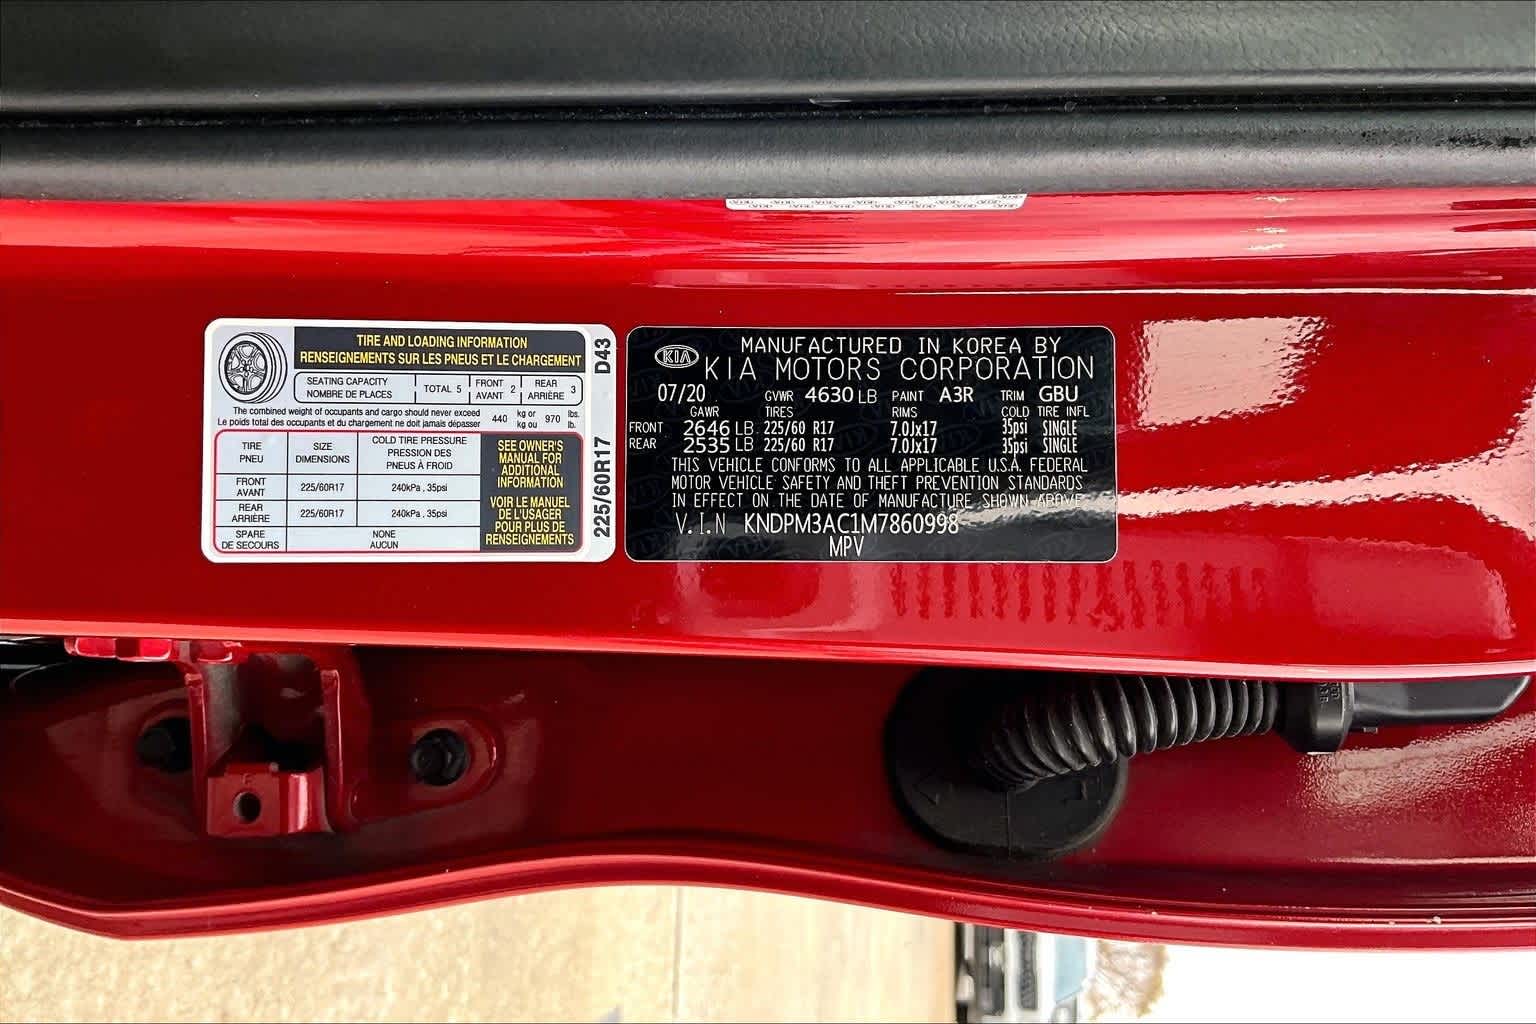 TIRE AND LOADING INFORMATION
RENSEIGNEMENTS SUR LES PNEUS ET LE CHARGEMENT
SEATING CAPACITY
NOMBRE DE PLACES
TOTAL 5
FRONT
AVANT 2
REAR
ARRIÈRE 3
The combined weight of occupants and cargo should never exceed
Le poids total des occupants et du chargement ne doit jamais dépasser
440 kg or
kg ou 970 lbs.
lb.
TIRE
PNEU
SIZE
DIMENSIONS
COLD TIRE PRESSURE
PRESSION DES
PNEUS À FROID
FRONT
AVANT
225/60R17
240kPa , 35psi
REAR
ARRIÈRE
225/60R17
240kPa , 35psi
SPARE
DE SECOURS
NONE
AUCUN
SEE OWNER'S
MANUAL FOR
ADDITIONAL
INFORMATION
VOIR LE MANUEL
DE L'USAGER
POUR PLUS DE
RENSEIGNEMENTS
225/60R17 D43
KIA
MANUFACTURED IN KOREA BY
KIA MOTORS CORPORATION
07/20 GVWR 4630 LB PAINT A3R TRIM GBU
GAWR TIRES RIMS COLD TIRE INFL
FRONT 2646 LB 225/60 R17 7.0Jx17 35psi SINGLE
REAR 2535 LB 225/60 R17 7.0Jx17 35psi SINGLE
THIS VEHICLE CONFORMS TO ALL APPLICABLE U.S.A. FEDERAL
MOTOR VEHICLE SAFETY AND THEFT PREVENTION STANDARDS
IN EFFECT ON THE DATE OF MANUFACTURE SHOWN ABOVE
V.I.N KNDPM3AC1M7860998
MPV